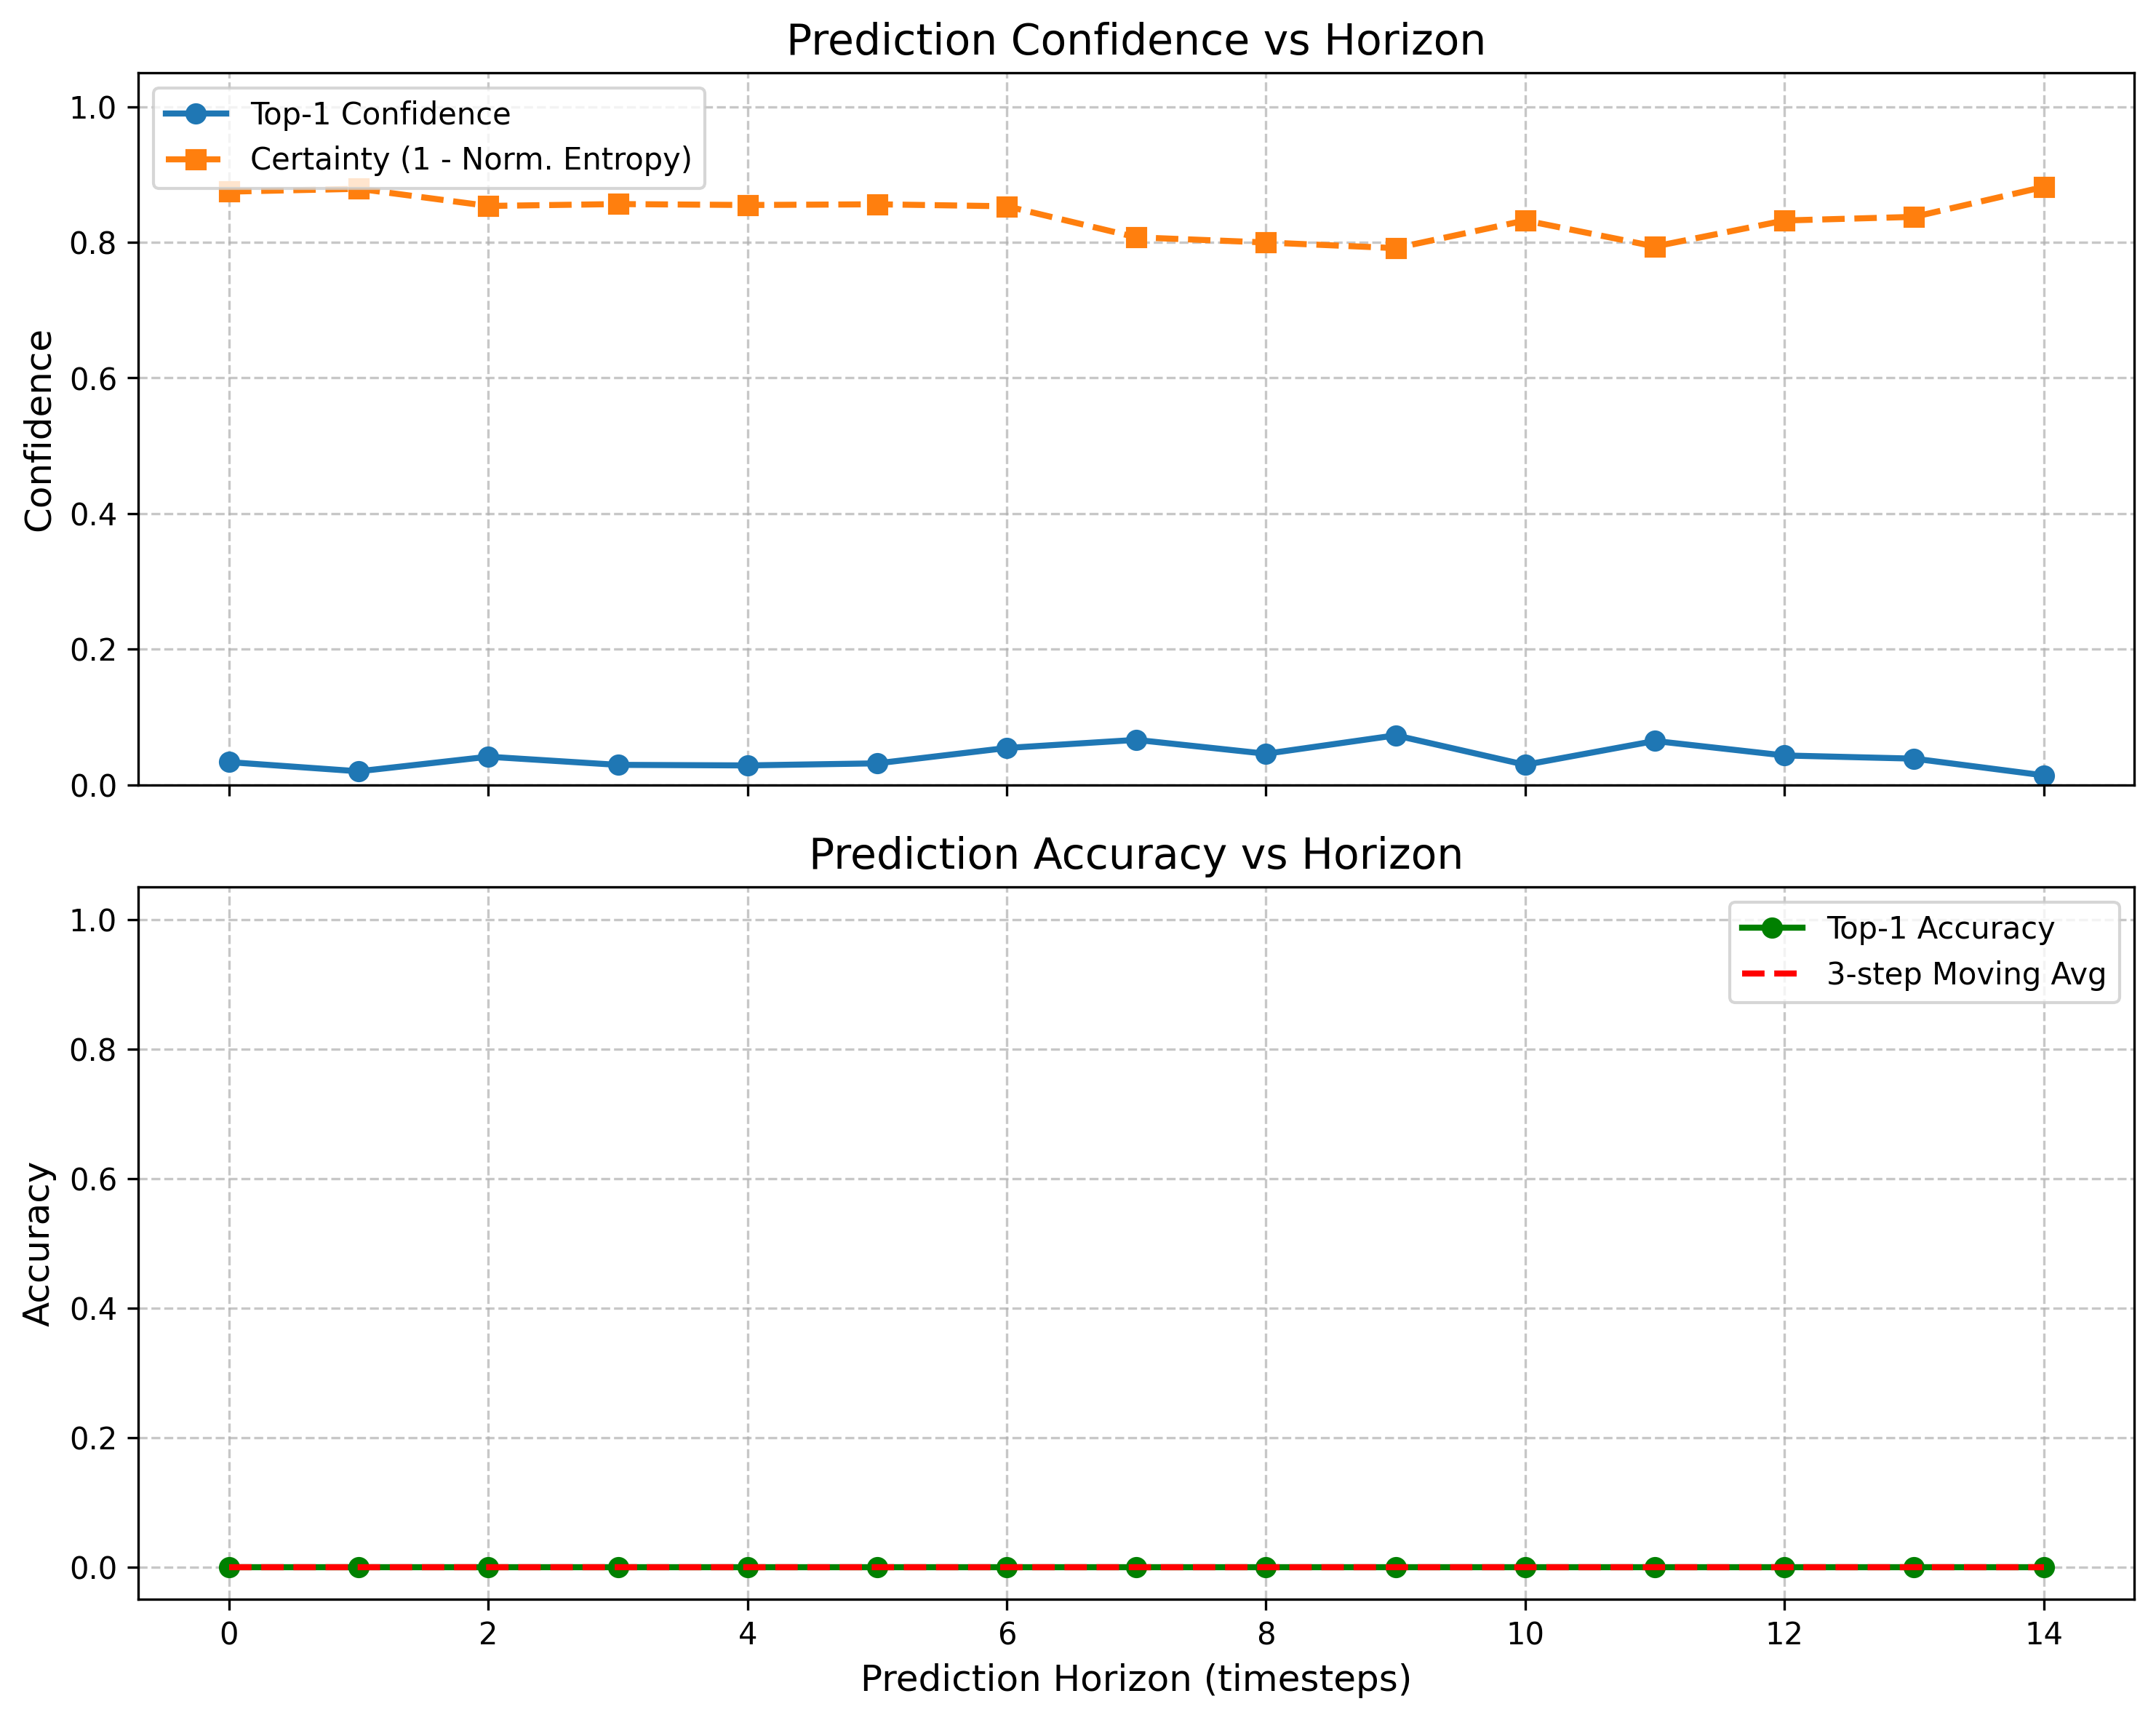 Prediction Confidence vs Horizon
1.0
0.8
0.6
0.4
0.2
0.0
Confidence
Top-1 Confidence
Certainty (1 - Norm. Entropy)
Prediction Accuracy vs Horizon
1.0
0.8
0.6
0.4
0.2
0.0
Accuracy
Top-1 Accuracy
3-step Moving Avg
0 2 4 6 8 10 12 14
Prediction Horizon (timesteps)